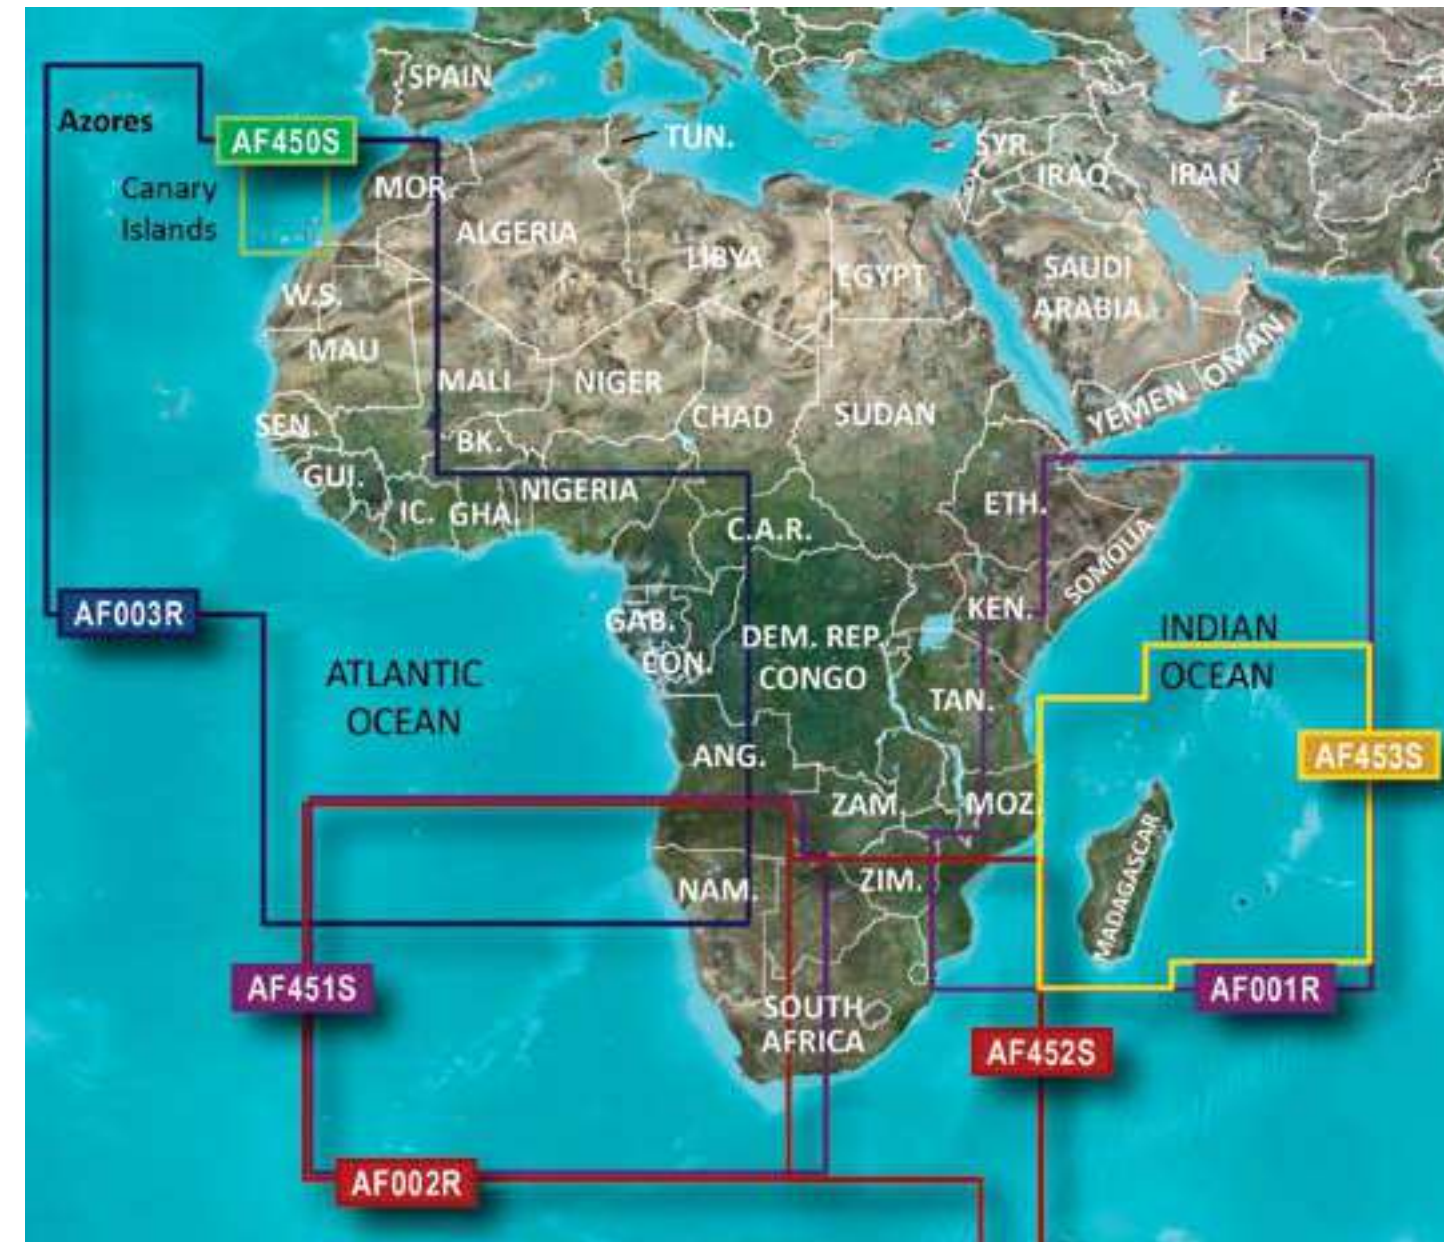 SPAIN
Azores
AF450S
TUN.
SYR.
Canary
Islands
MOR.
IRAQ
IRAN
ALGERIA
LIBYA
EGYPT
SAUDI
ARABIA
W.S.
MAU
MALI
NIGER
CHAD
SUDAN
YEMEN
OMAN
SEN.
BK.
GUI.
NIGERIA
IC.
GHA.
ETH.
C.A.R.
SOMOLIA
AF003R
GAB.
KEN.
INDIAN
OCEAN
DEM. REP.
CONGO
CON.
ATLANTIC
OCEAN
TAN.
ANG.
AF453S
ZAM.
MOZ.
MADAGASCAR
NAM.
ZIM.
AF451S
AF001R
SOUTH
AFRICA
AF452S
AF002R